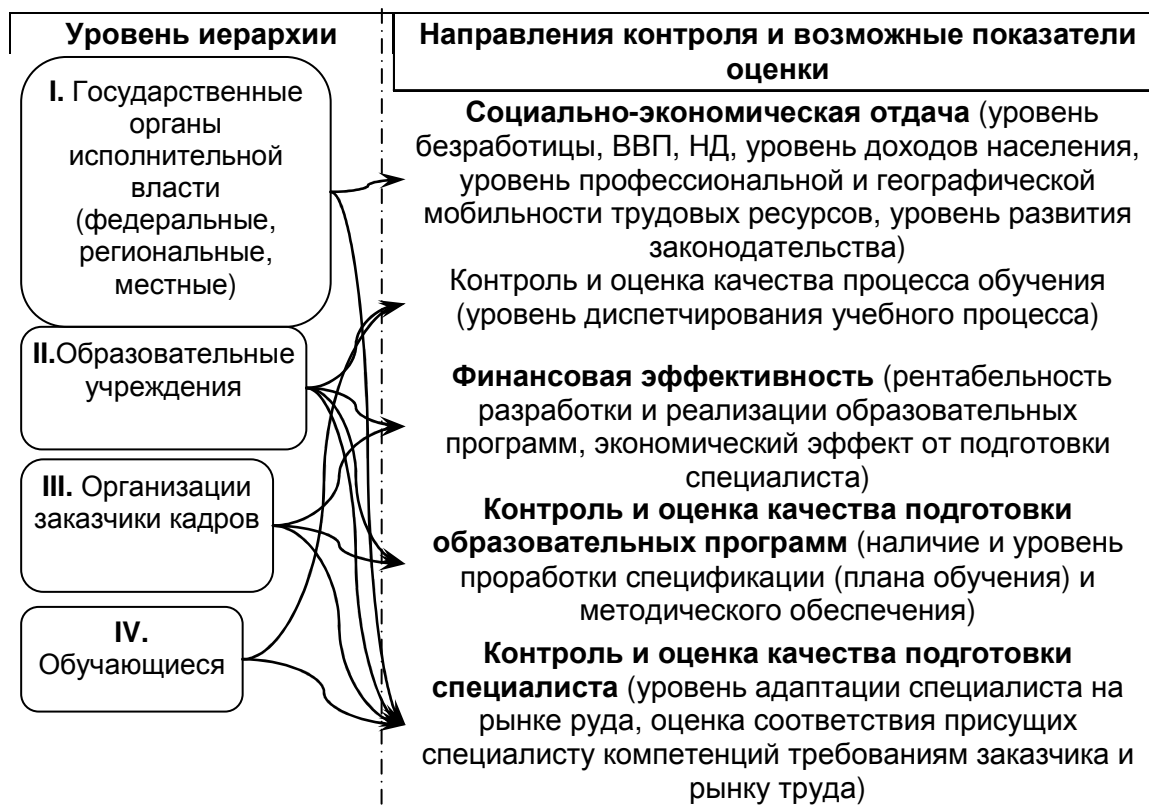 Уровень иерархии
I. Государственные
органы
исполнительной
власти
(федеральные,
региональные,
местные)
II.Образовательные
учреждения
III. Организации
заказчики кадров
IV.
Обучающиеся
Направления контроля и возможные показатели
оценки
Социально-экономическая отдача (уровень
безработицы, ВВП, НД, уровень доходов населения,
уровень профессиональной и географической
мобильности трудовых ресурсов, уровень развития
законодательства)
Контроль и оценка качества процесса обучения
(уровень диспетчирования учебного процесса)
Финансовая эффективность (рентабельность
разработки и реализации образовательных
программ, экономический эффект от подготовки
специалиста)
Контроль и оценка качества подготовки
образовательных программ (наличие и уровень
проработки спецификации (плана обучения) и
методического обеспечения)
Контроль и оценка качества подготовки
специалиста (уровень адаптации специалиста на
рынке руда, оценка соответствия присущих
специалисту компетенций требованиям заказчика и
рынку труда)